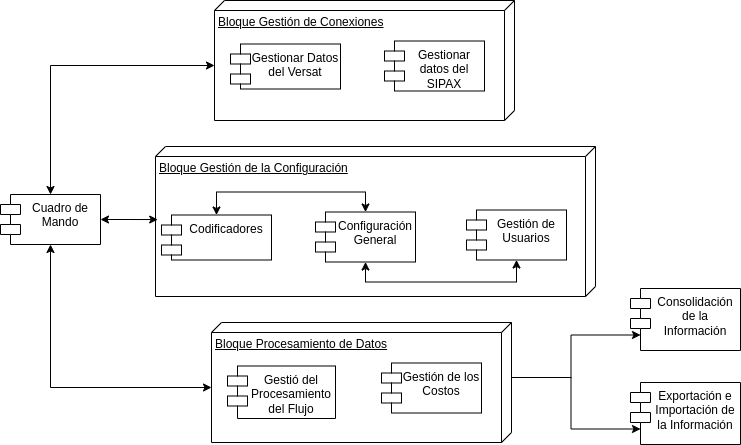 Bloque Gestión de Conexiones
Gestionar Datos
del Versat
Gestionar
datos del
SIPAX
Bloque Gestión de la Configuración
Cuadro de
Mando
Codificadores
Configuración
General
Gestión de
Usuarios
Bloque Procesamiento de Datos
Gestió del
Procesamiento
del Flujo
Gestión de los
Costos
Consolidación
de la
Información
Exportación e
Importación de
la Información